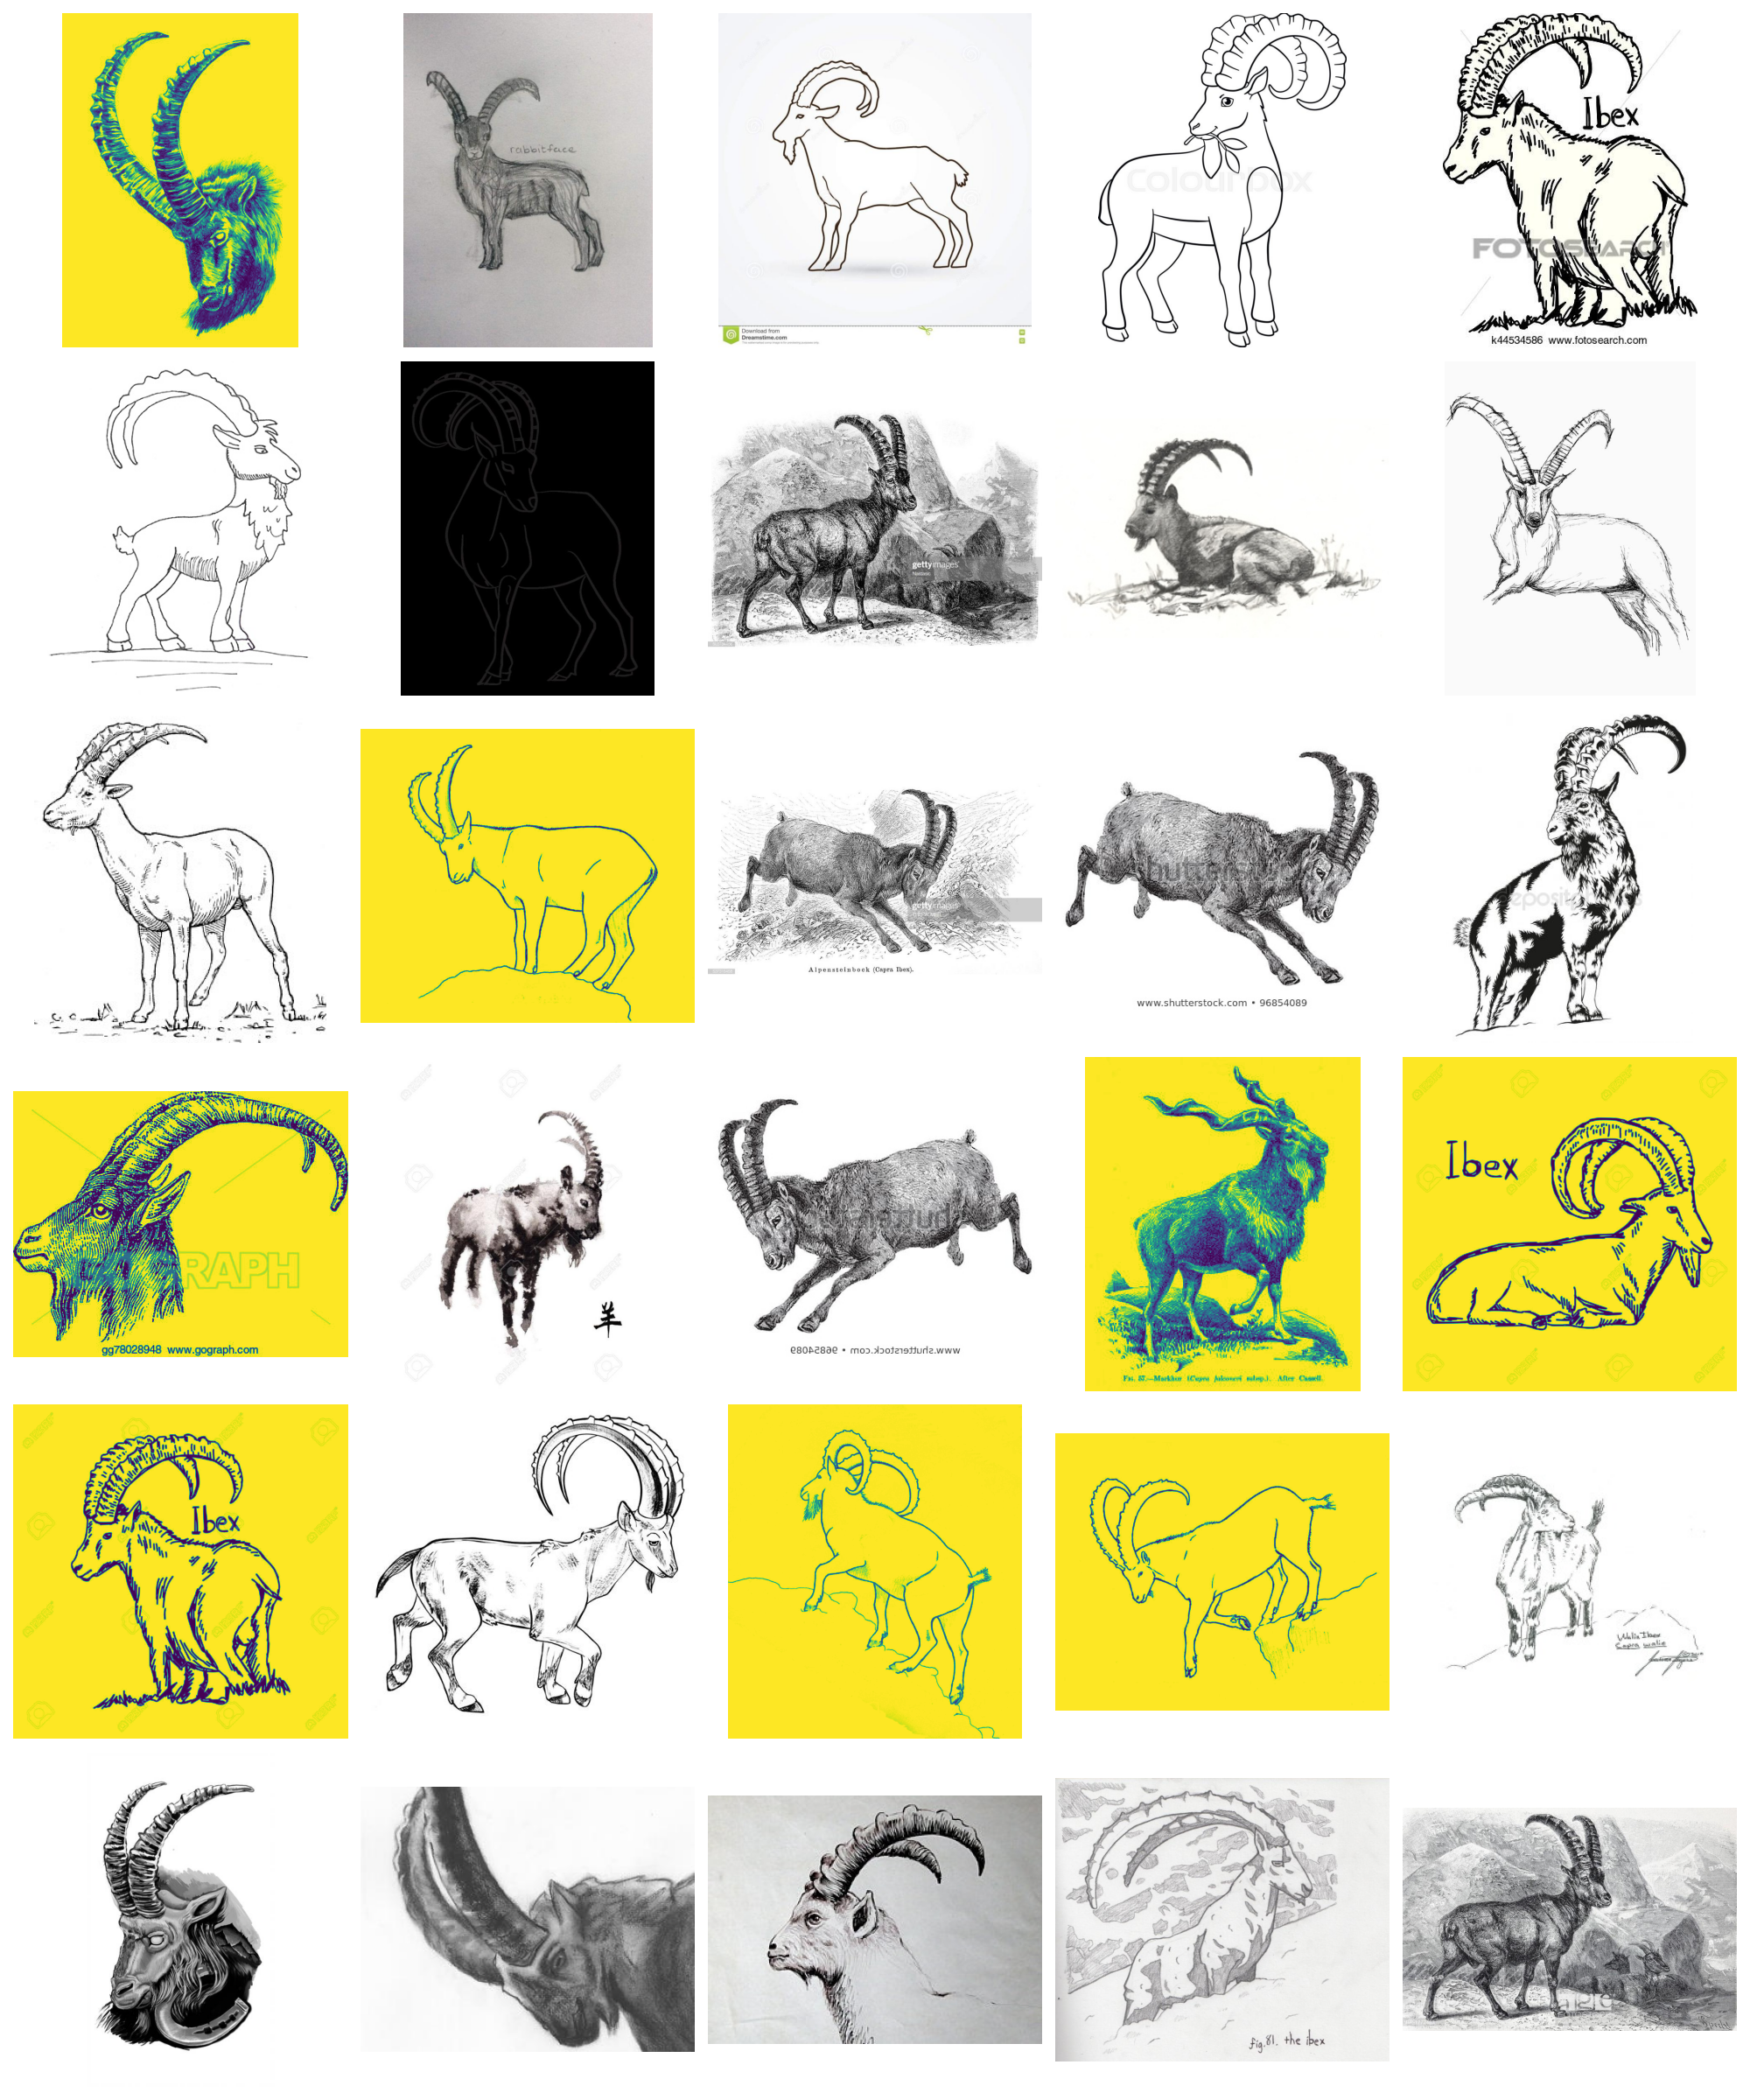 rabbitface
Download from
Dreamstime.com
colourbox
Ibex
FOTOSEARCH
k44534586 www.fotosearch.com
gettyimages
gettyimages
Alpensteinbock (Capra Ibex).
shutterstock
www.shutterstock.com • 96854089
depositphotos
GRAPH
gg78028948 www.gograph.com
羊
www.shutterstock.com • 96854089
Fig. 57.—Markhor (Capra falconeri subsp.). After Cassell.
Ibex
Ibex
Walia Ibex
Capra walie
fig.81. the ibex